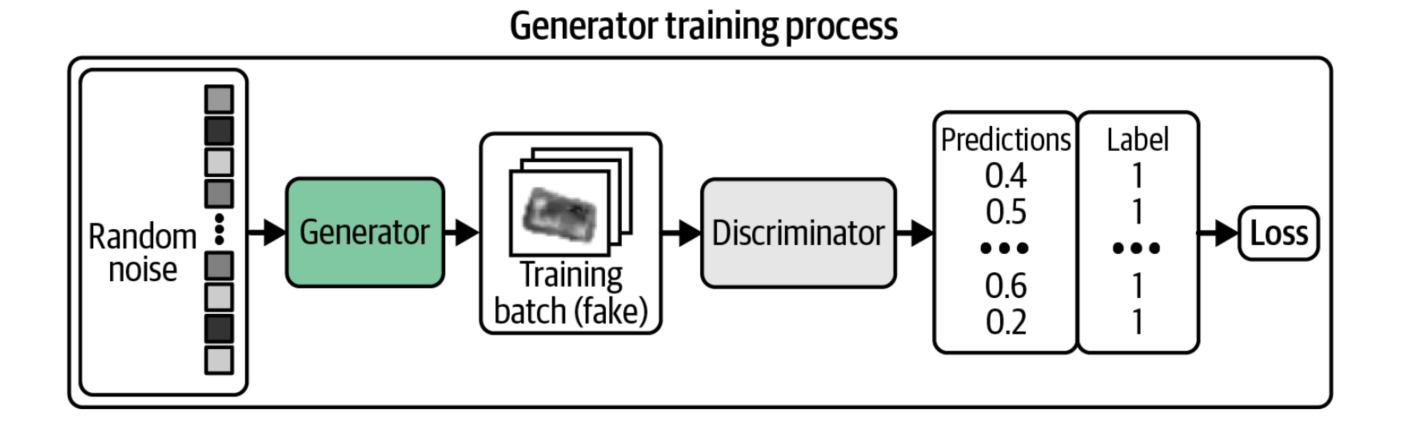 Generator training process
Random
noise
Generator
Training
batch (fake)
Discriminator
Predictions Label
0.4 1
0.5 1
••• •••
0.6 1
0.2 1
Loss